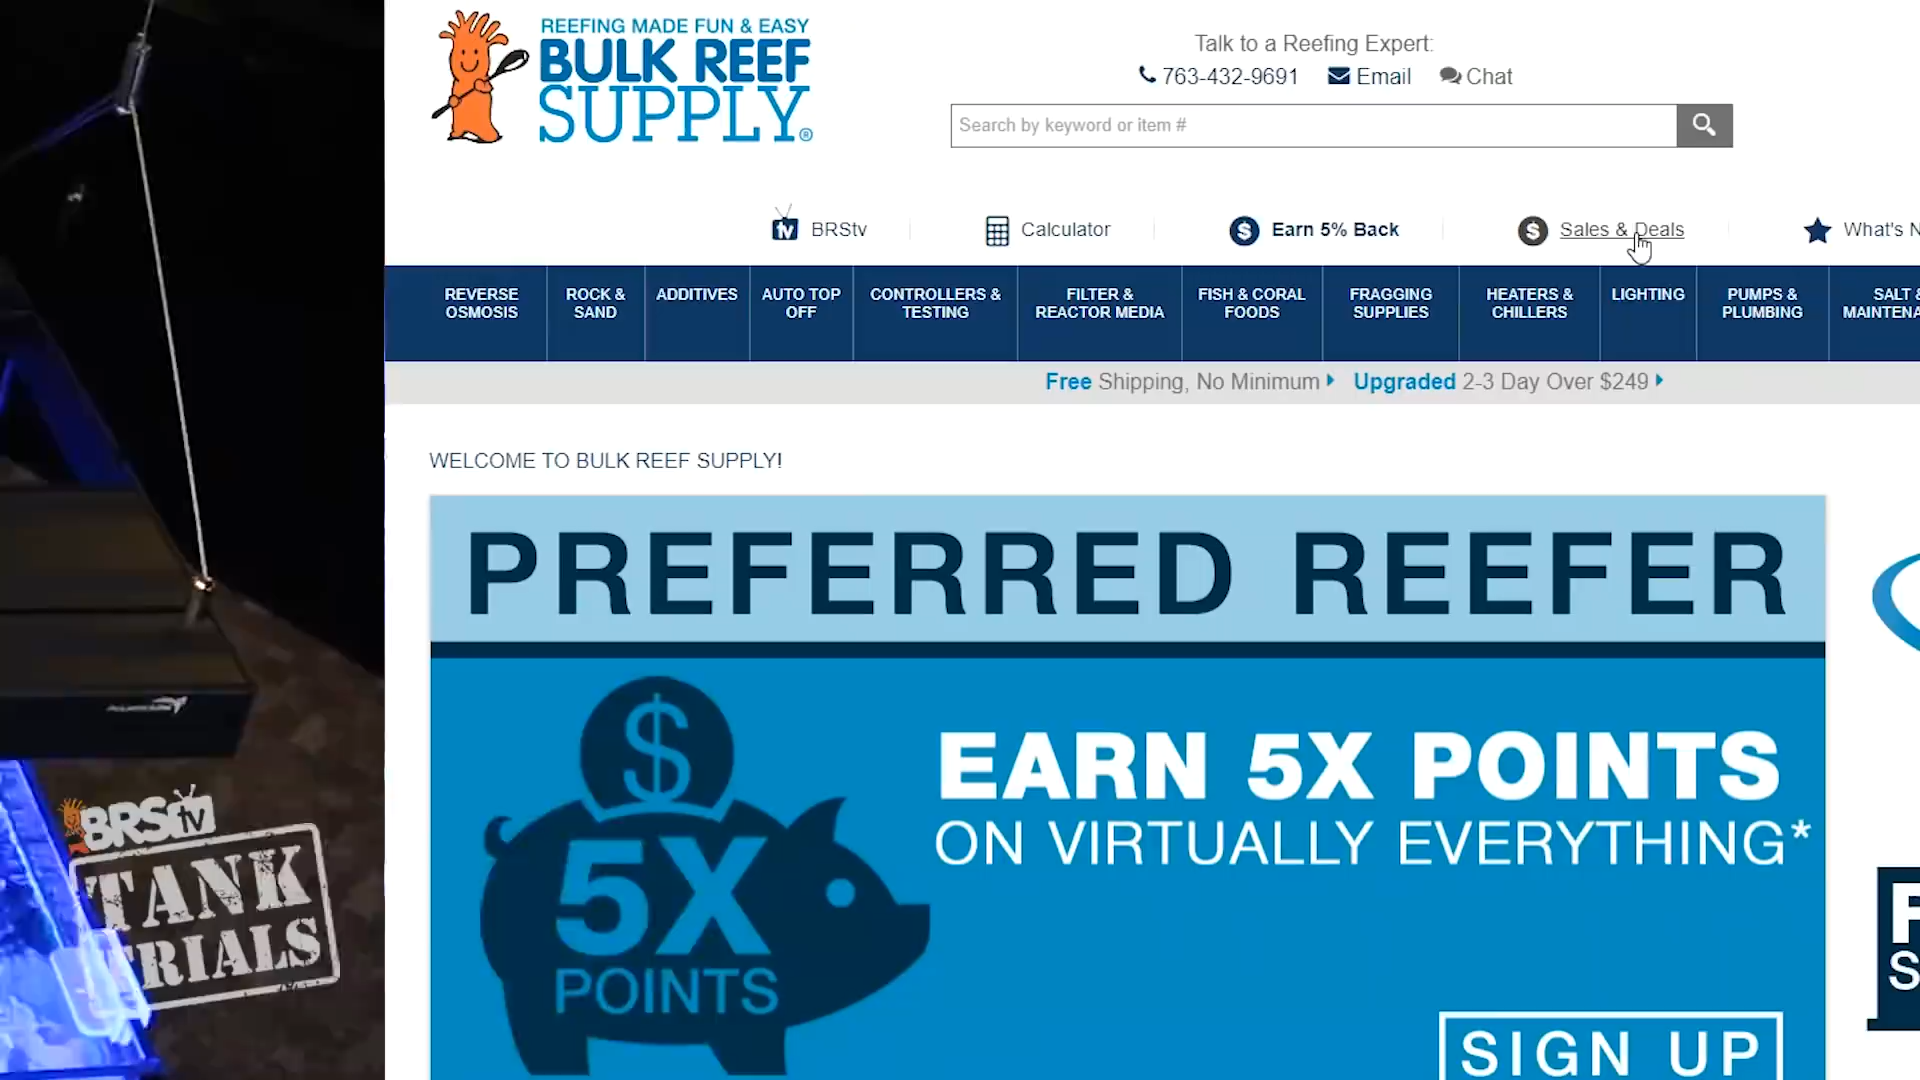 REEFING MADE FUN & EASY
BULK REEF
SUPPLY®
Talk to a Reefing Expert:
763-432-9691 Email Chat
Search by keyword or item #
tv BRStv Calculator $ Earn 5% Back $ Sales & Deals What's N
REVERSE OSMOSIS
ROCK & SAND
ADDITIVES
AUTO TOP OFF
CONTROLLERS & TESTING
FILTER & REACTOR MEDIA
FISH & CORAL FOODS
FRAGGING SUPPLIES
HEATERS & CHILLERS
LIGHTING
PUMPS & PLUMBING
SALT &
Free Shipping, No Minimum Upgraded 2-3 Day Over $249
WELCOME TO BULK REEF SUPPLY!
PREFERRED REEFER
$
5X
POINTS
EARN 5X POINTS
ON VIRTUALLY EVERYTHING*
SIGN UP
BRStv
TANK
TRIALS